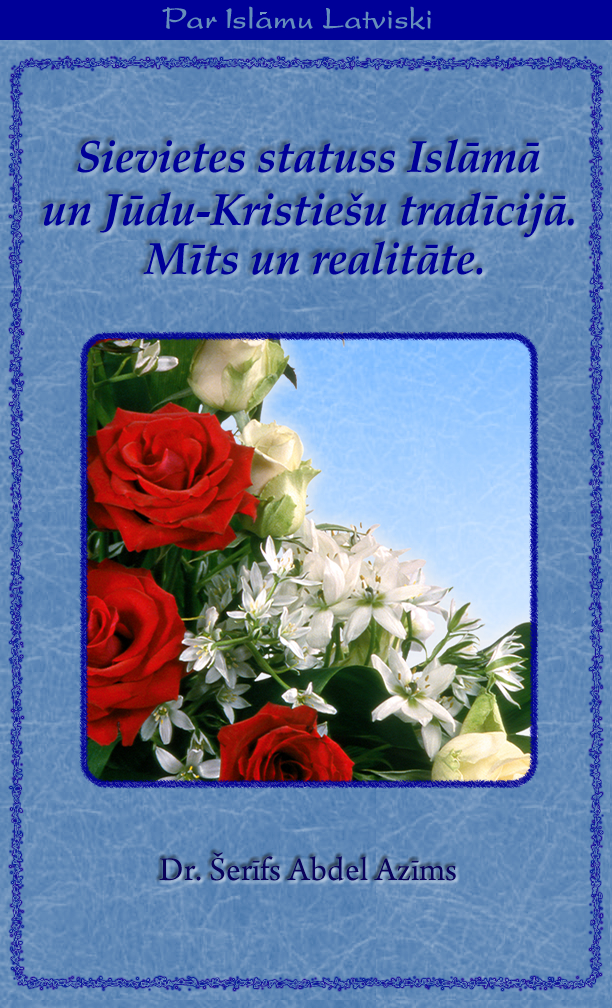 Par Islāmu Latviski
Sievietes statuss Islāmā
un Jūdu-Kristiešu tradīcijā.
Mīts un realitāte.
Dr. Šerīfs Abdel Azīms